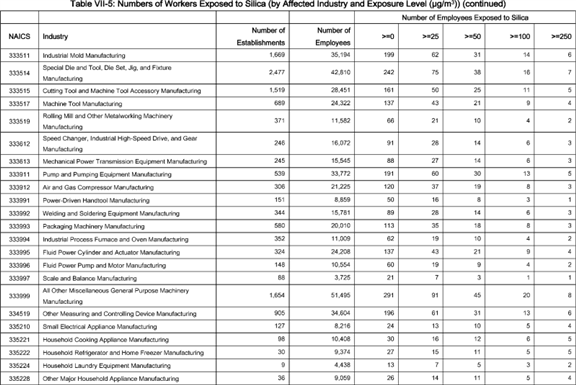 Table VII-5: Numbers of Workers Exposed to Silica (by Affected Industry and Exposure Level (µg/m³)) (continued)
Number of Employees Exposed to Silica
NAICS Industry Number of Establishments Number of Employees >=0 >=25 >=50 >=100 >=250
333511 Industrial Mold Manufacturing 1,669 35,194 199 62 31 14 6
333514 Special Die and Tool, Die Set, Jig, and Fixture Manufacturing 2,477 42,810 242 75 38 16 7
333515 Cutting Tool and Machine Tool Accessory Manufacturing 1,519 28,451 161 50 25 11 5
333517 Machine Tool Manufacturing 689 24,322 137 43 21 9 4
333519 Rolling Mill and Other Metalworking Machinery Manufacturing 371 11,582 66 21 10 4 2
333612 Speed Changer, Industrial High-Speed Drive, and Gear Manufacturing 246 16,072 91 28 14 6 3
333613 Mechanical Power Transmission Equipment Manufacturing 245 15,545 88 27 14 6 3
333911 Pump and Pumping Equipment Manufacturing 539 33,772 191 60 30 13 5
333912 Air and Gas Compressor Manufacturing 306 21,225 120 37 19 8 3
333991 Power-Driven Handtool Manufacturing 151 8,859 50 16 8 3 1
333992 Welding and Soldering Equipment Manufacturing 344 15,781 89 28 14 6 3
333993 Packaging Machinery Manufacturing 580 20,010 113 35 18 8 3
333994 Industrial Process Furnace and Oven Manufacturing 352 11,009 62 19 10 4 2
333995 Fluid Power Cylinder and Actuator Manufacturing 324 24,208 137 43 21 9 4
333996 Fluid Power Pump and Motor Manufacturing 148 10,554 60 19 9 4 2
333997 Scale and Balance Manufacturing 88 3,725 21 7 3 1 1
333999 All Other Miscellaneous General Purpose Machinery Manufacturing 1,654 51,495 291 91 45 20 8
334519 Other Measuring and Controlling Device Manufacturing 905 34,604 196 61 31 13 6
335210 Small Electrical Appliance Manufacturing 127 8,216 24 13 10 5 4
335221 Household Cooking Appliance Manufacturing 98 10,408 30 16 12 6 5
335222 Household Refrigerator and Home Freezer Manufacturing 30 9,374 27 15 11 5 5
335224 Household Laundry Equipment Manufacturing 9 4,438 13 7 5 3 2
335228 Other Major Household Appliance Manufacturing 36 9,059 26 14 11 5 4